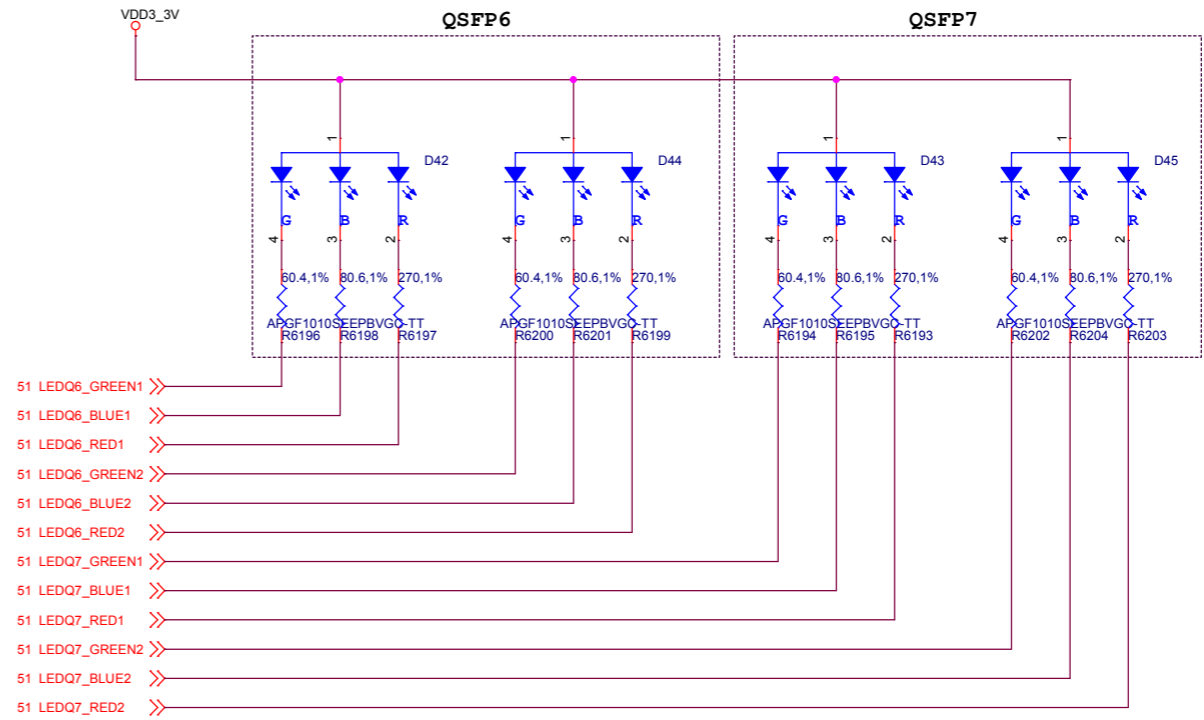 VDD3_3V
QSFP6
QSFP7
1
1
1
1
D42
D44
D43
D45
G B R
G B R
G B R
G B R
4 3 2
4 3 2
4 3 2
4 3 2
60.4,1% 80.6,1% 270,1%
60.4,1% 80.6,1% 270,1%
60.4,1% 80.6,1% 270,1%
60.4,1% 80.6,1% 270,1%
APGF1010SEEPBVGC-TT
APGF1010SEEPBVGC-TT
APGF1010SEEPBVGC-TT
APGF1010SEEPBVGC-TT
R6196 R6198 R6197
R6200 R6201 R6199
R6194 R6195 R6193
R6202 R6204 R6203
51 LEDQ6_GREEN1
51 LEDQ6_BLUE1
51 LEDQ6_RED1
51 LEDQ6_GREEN2
51 LEDQ6_BLUE2
51 LEDQ6_RED2
51 LEDQ7_GREEN1
51 LEDQ7_BLUE1
51 LEDQ7_RED1
51 LEDQ7_GREEN2
51 LEDQ7_BLUE2
51 LEDQ7_RED2